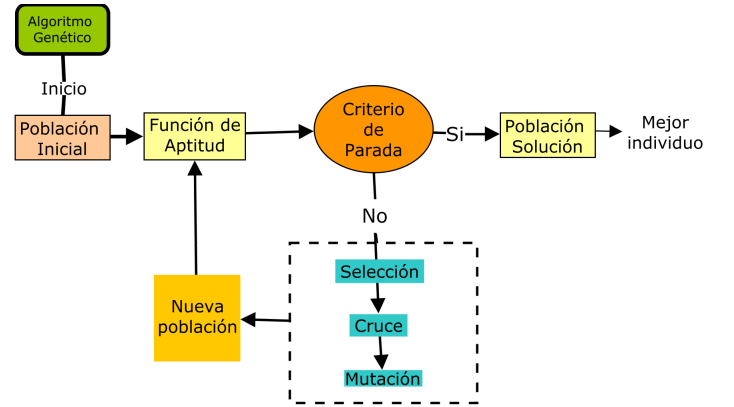 Algoritmo
Genético
Inicio
Población
Inicial
Función de
Aptitud
Criterio
de
Parada
Si
Población
Solución
Mejor
individuo
No
Selección
Cruce
Mutación
Nueva
población